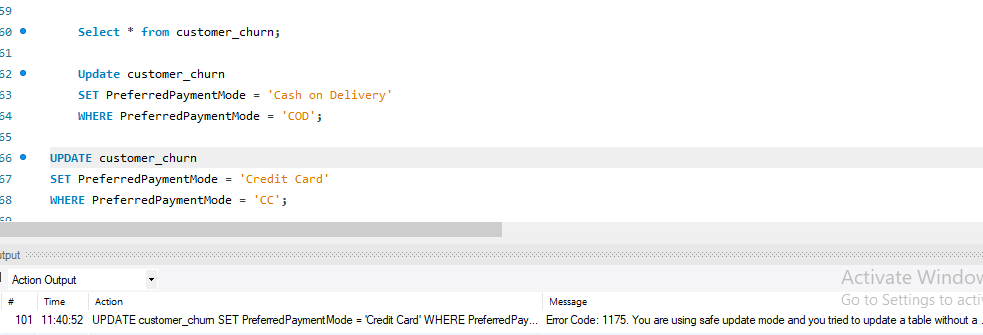 59
60 Select * from customer_churn;
61
62 Update customer_churn
63 SET PreferredPaymentMode = 'Cash on Delivery'
64 WHERE PreferredPaymentMode = 'COD';
65
66 UPDATE customer_churn
67 SET PreferredPaymentMode = 'Credit Card'
68 WHERE PreferredPaymentMode = 'CC';
69
utput
Action Output
Activate Window
Go to Settings to activ
# Time Action Message
101 11:40:52 UPDATE customer_churn SET PreferredPaymentMode = 'Credit Card' WHERE PreferredPay... Error Code: 1175. You are using safe update mode and you tried to update a table without a ...